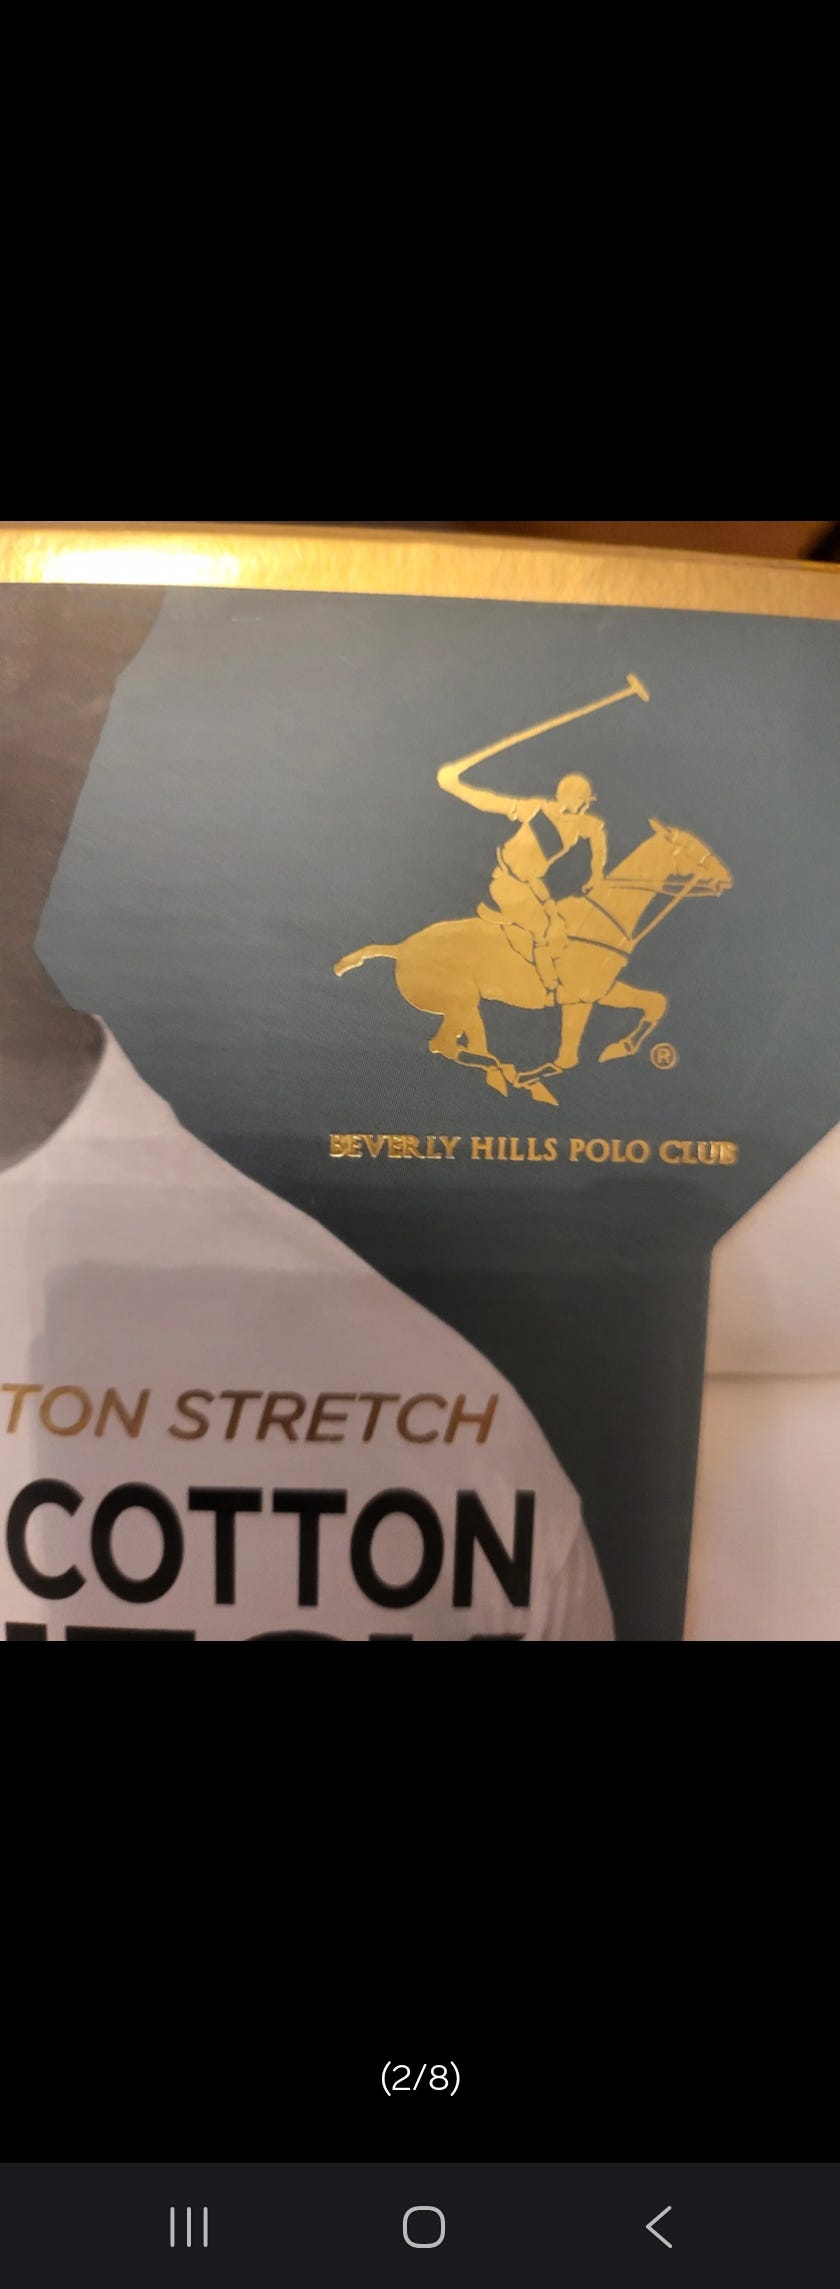 ®
BEVERLY HILLS POLO CLUB
TON STRETCH
COTTON
(2/8)